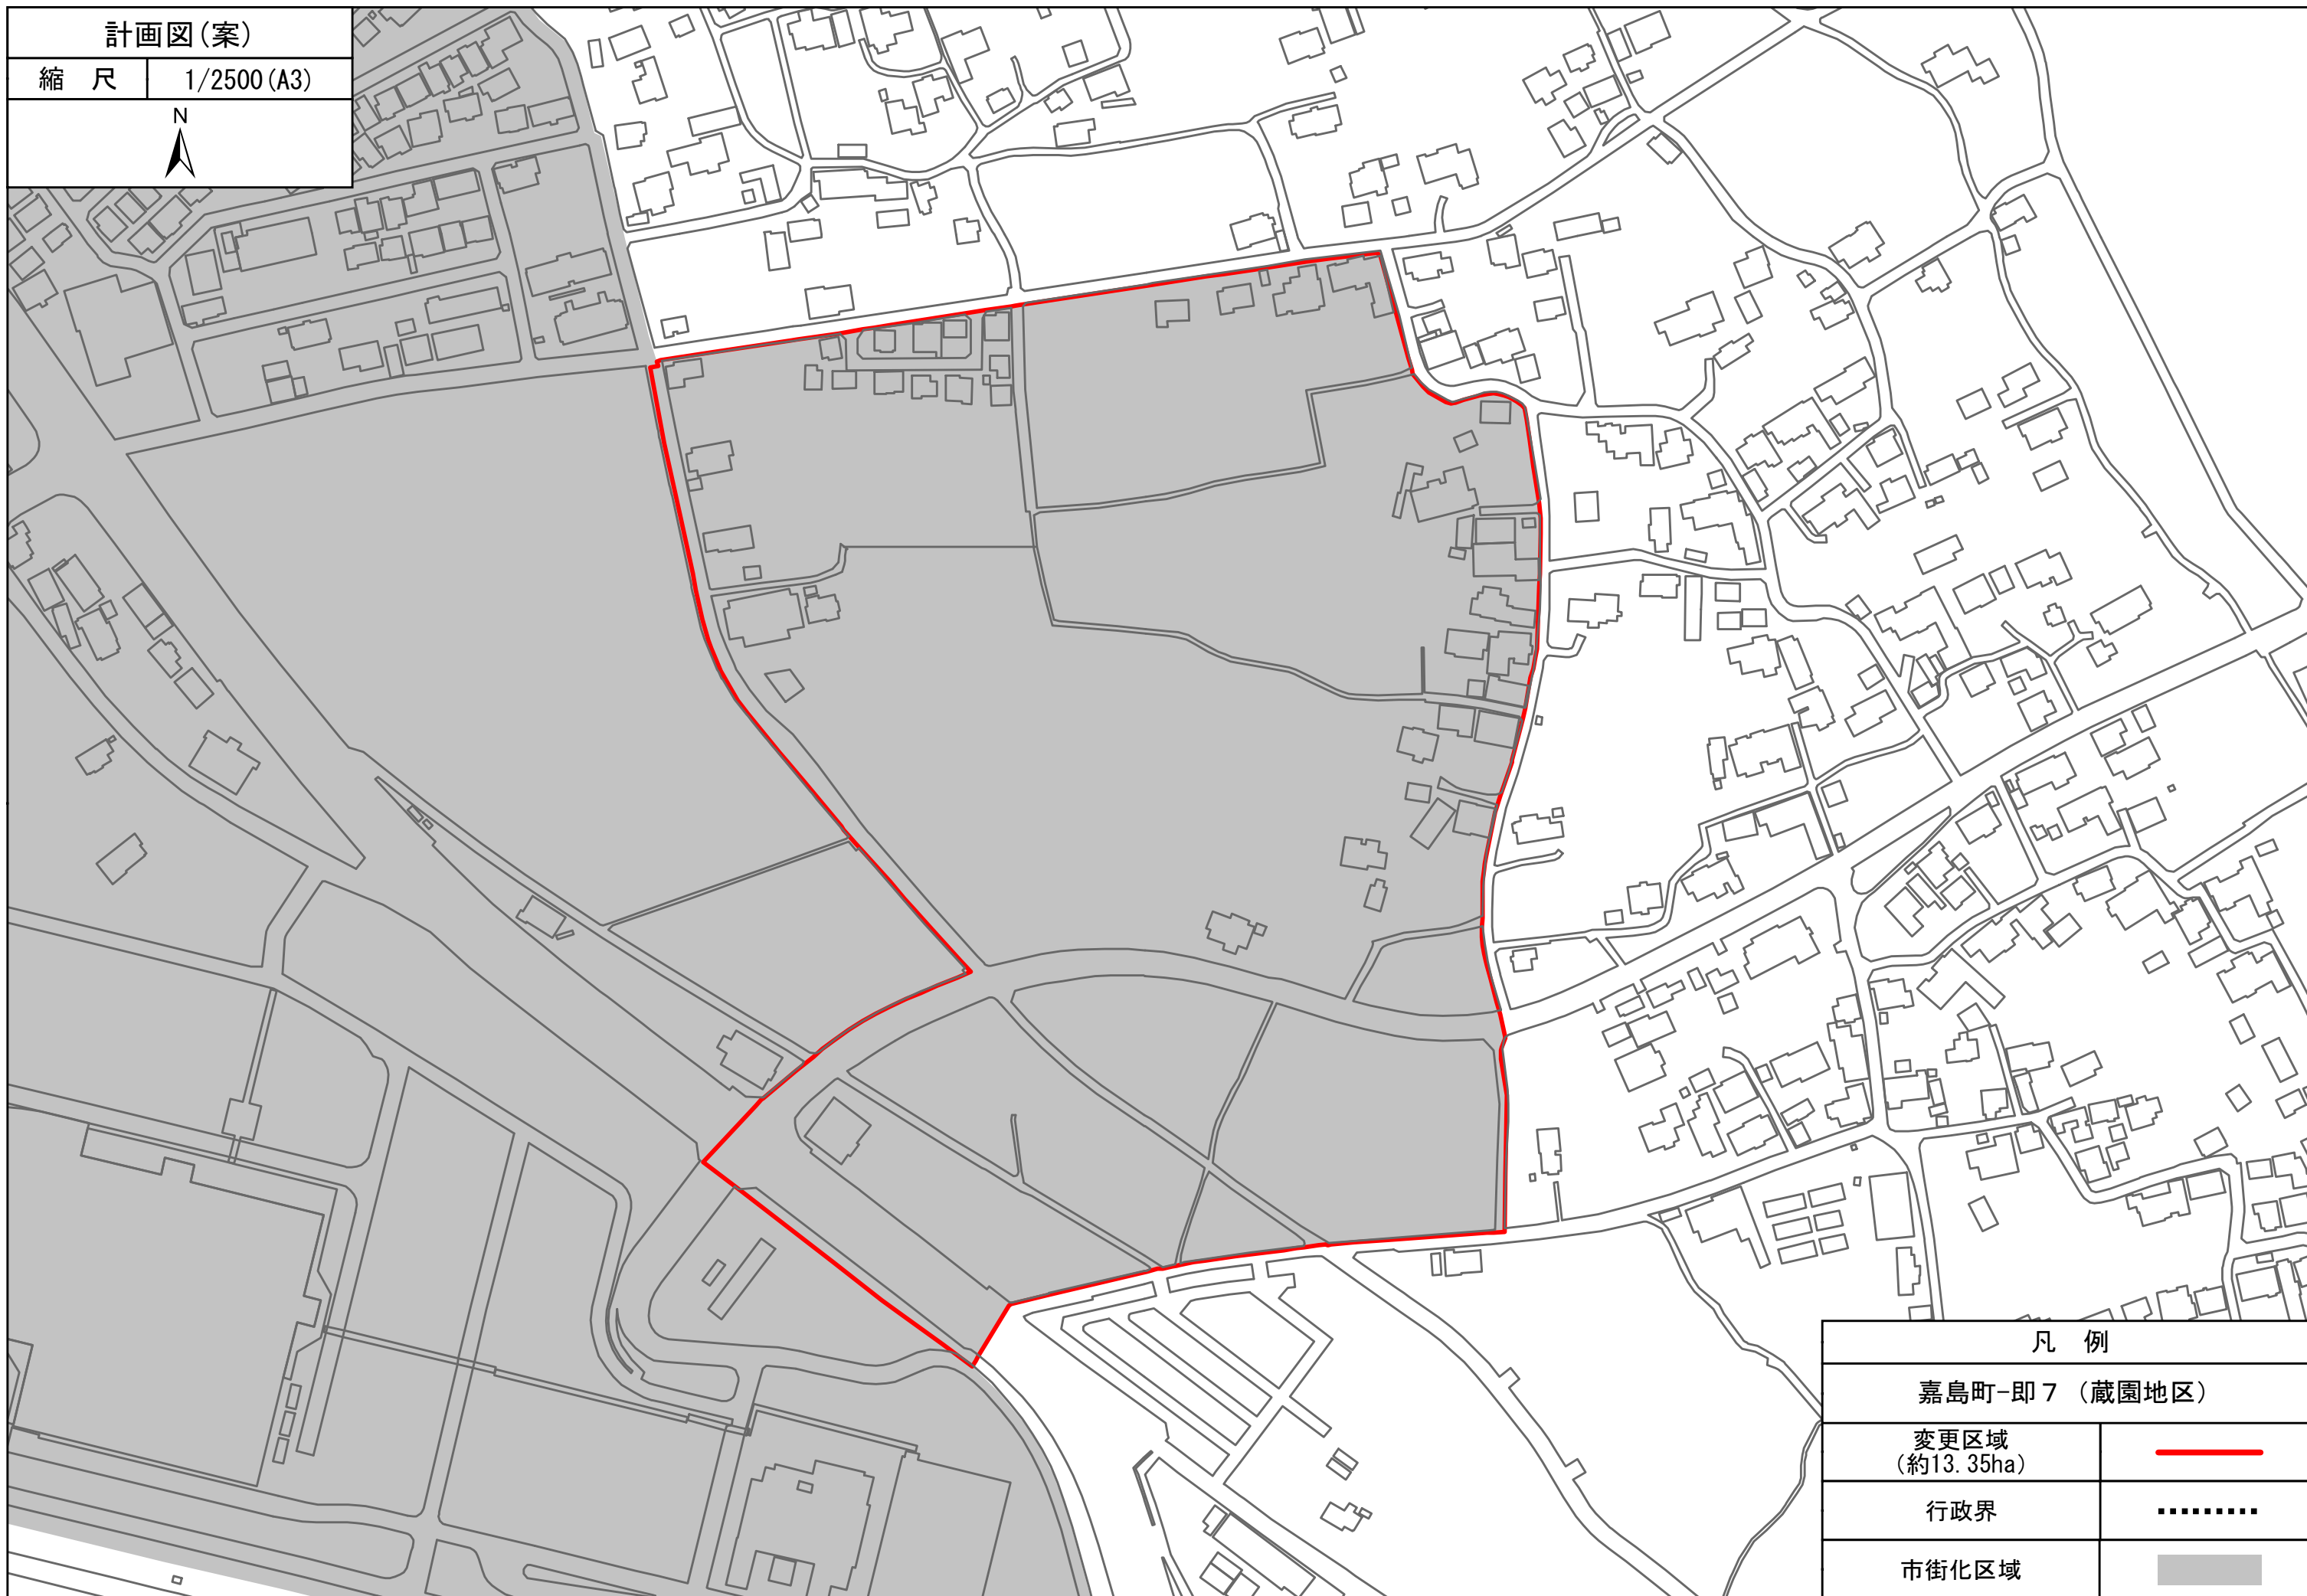 計画図(案)
縮 尺 1/2500(A3)
N
凡 例
嘉島町-即7 (蔵園地区)
変更区域
(約13.35ha)
行政界
市街化区域